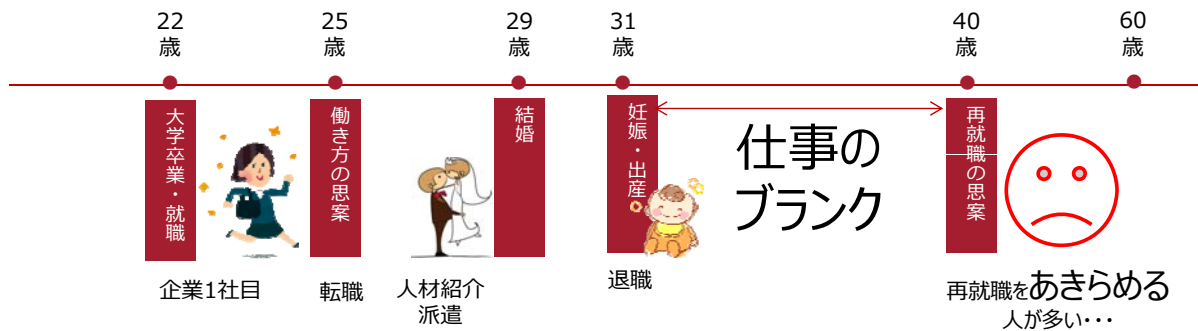 22
歳
25
歳
29
歳
31
歳
40
歳
60
歳
大学卒業・就職
働き方の思案
結婚
妊娠・出産
仕事の
ブランク
再就職の思案
企業1社目
転職
人材紹介
派遣
退職
再就職をあきらめる
人が多い・・・